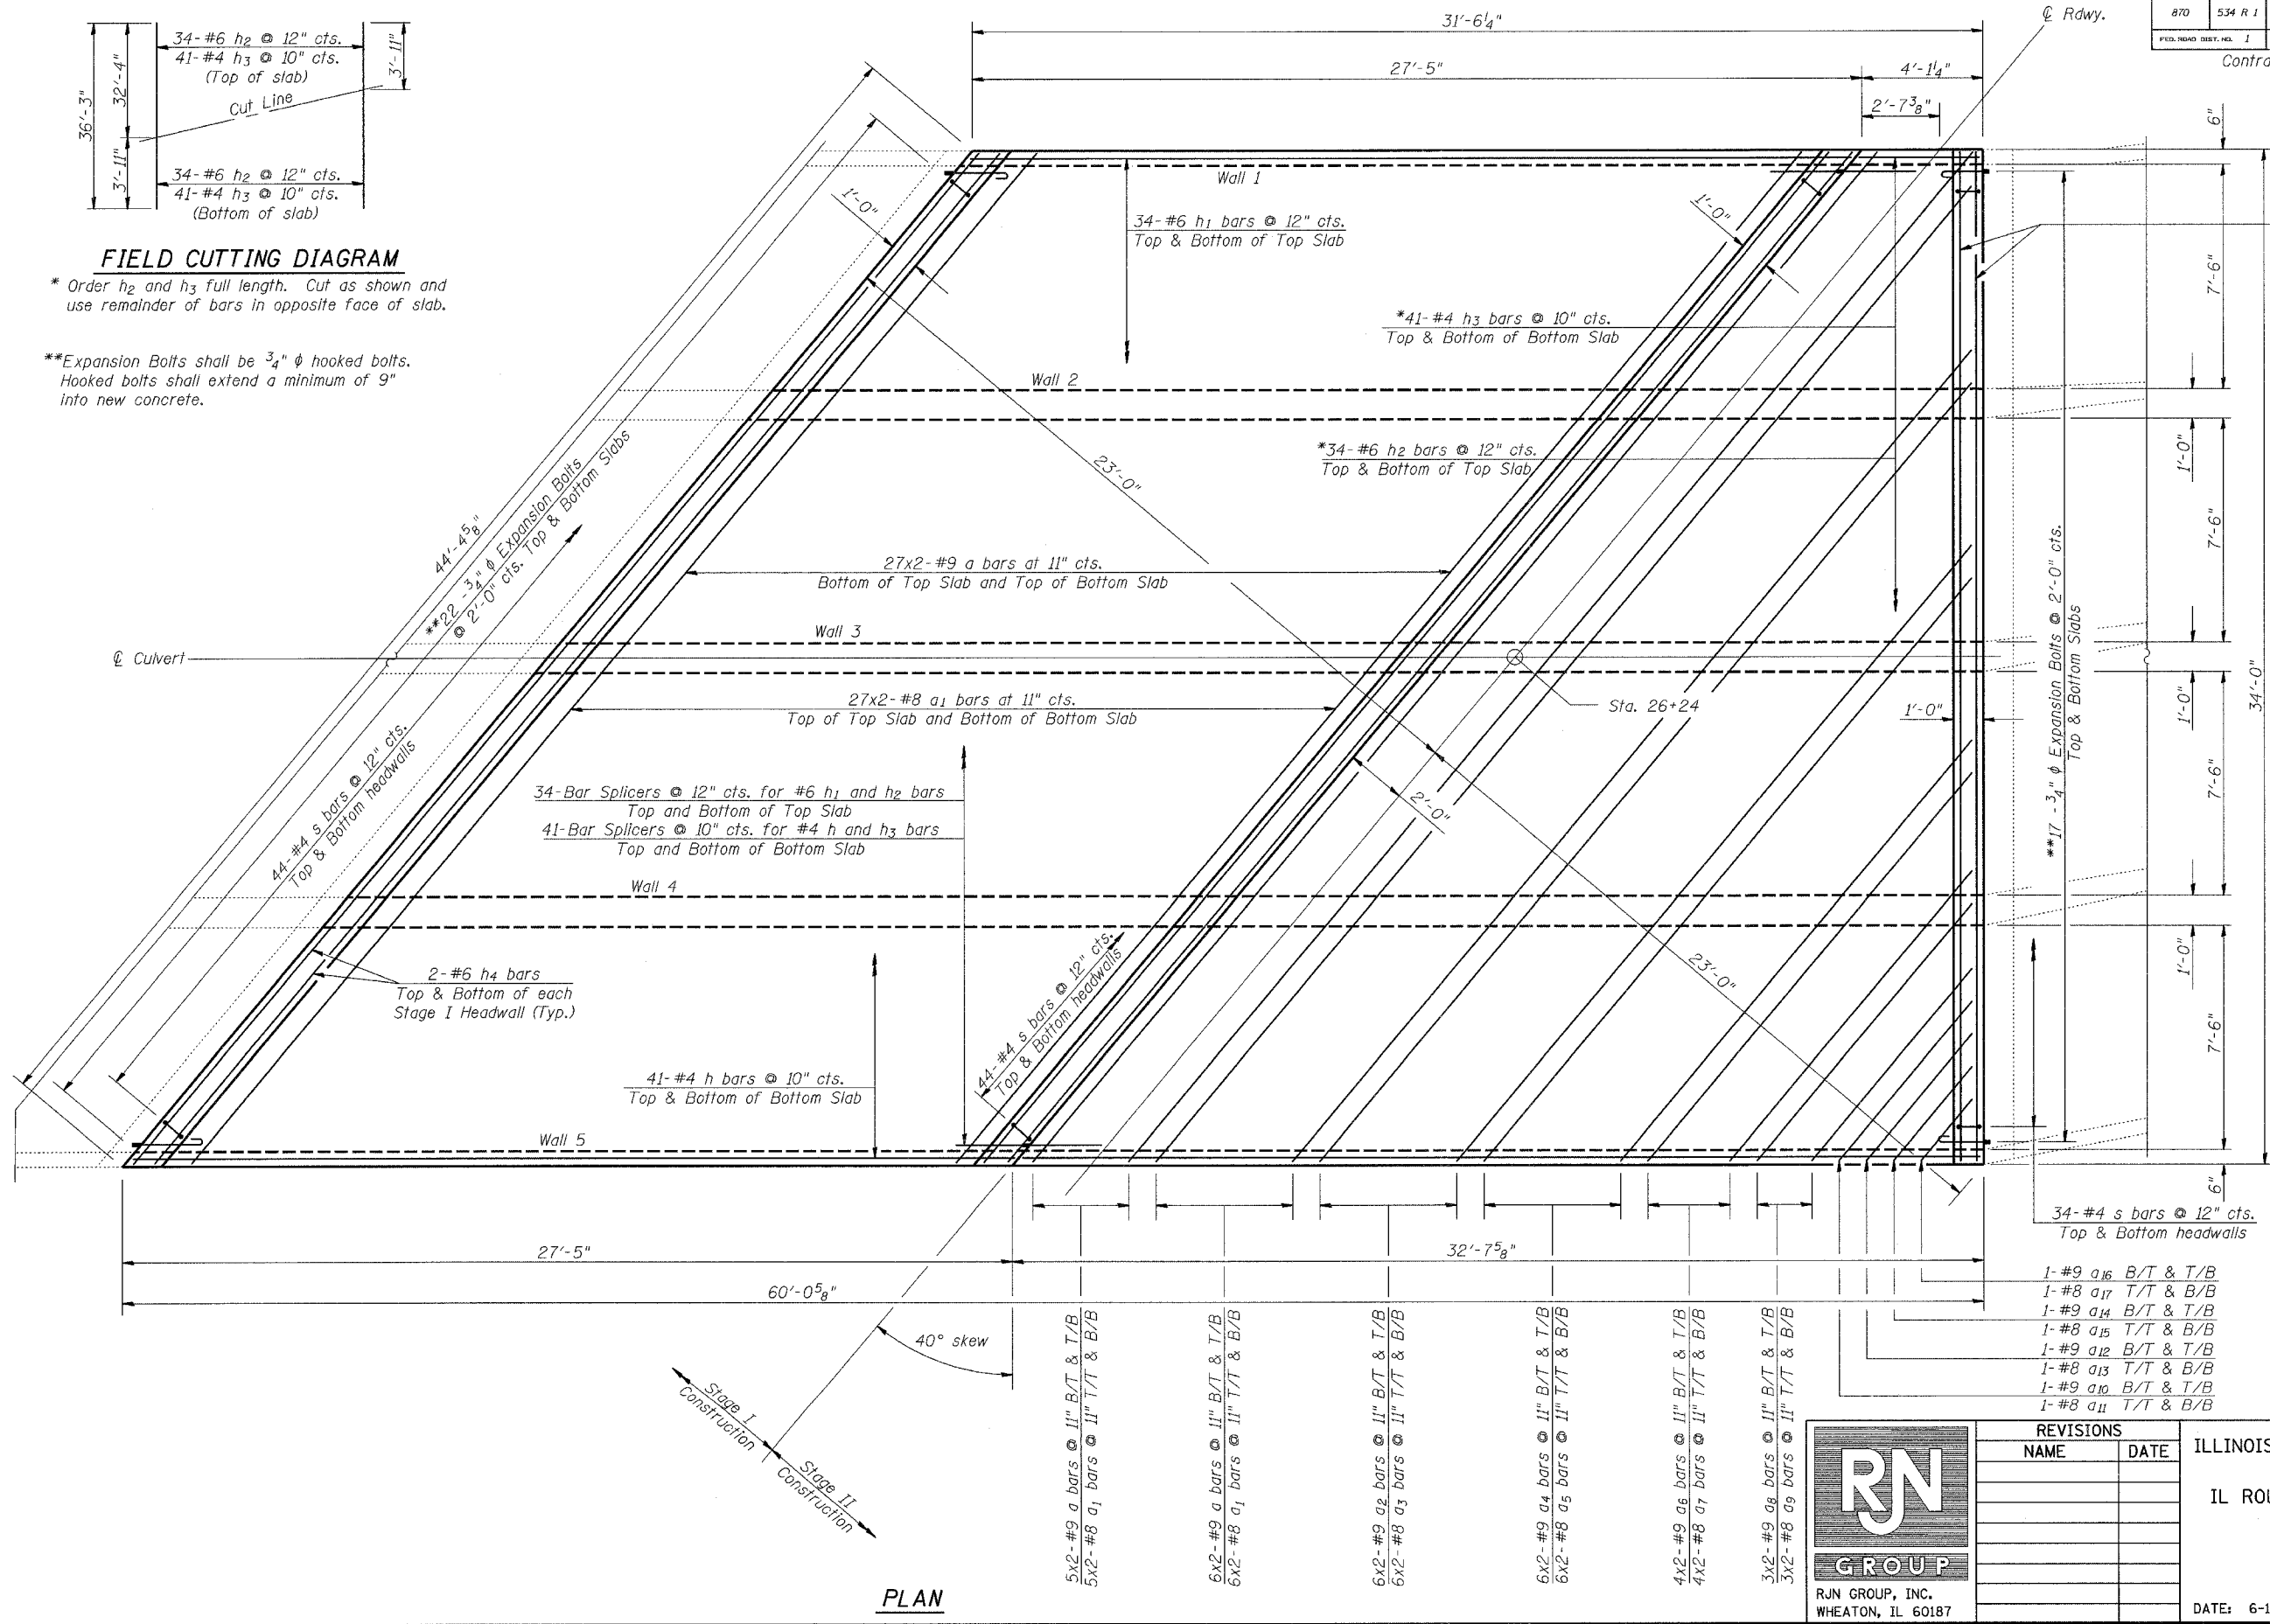 36'-3"
32'-4"
3'-11"
3'-11"
34-#6 h2 @ 12" cts.
41-#4 h3 @ 10" cts.
(Top of slab)
Cut Line
34-#6 h2 @ 12" cts.
41-#4 h3 @ 10" cts.
(Bottom of slab)
FIELD CUTTING DIAGRAM
* Order h2 and h3 full length. Cut as shown and
use remainder of bars in opposite face of slab.
**Expansion Bolts shall be 3/4" ϕ hooked bolts.
Hooked bolts shall extend a minimum of 9"
into new concrete.
31'-6 1/4"
27'-5"
4'-1 1/4"
2'-7 3/8"
℄ Rdwy.
870
534 R 1
FED. ROAD DIST. NO. 1
Contra
6"
1'-0"
Wall 1
1'-0"
34-#6 h1 bars @ 12" cts.
Top & Bottom of Top Slab
7'-6"
*41-#4 h3 bars @ 10" cts.
Top & Bottom of Bottom Slab
Wall 2
*34-#6 h2 bars @ 12" cts.
Top & Bottom of Top Slab
1'-0"
23'-0"
44'-4 5/8"
**22 -3/4" ϕ Expansion Bolts
@ 2'-0" cts. Top & Bottom Slabs
27x2-#9 a bars at 11" cts.
Bottom of Top Slab and Top of Bottom Slab
7'-6"
Wall 3
℄ Culvert
27x2-#8 a1 bars at 11" cts.
Top of Top Slab and Bottom of Bottom Slab
Sta. 26+24
1'-0"
**17 -3/4" ϕ Expansion Bolts @ 2'-0" cts.
Top & Bottom Slabs
1'-0"
34'-0"
44-#4 s bars @ 12" cts.
Top & Bottom headwalls
34-Bar Splicers @ 12" cts. for #6 h1 and h2 bars
Top and Bottom of Top Slab
41-Bar Splicers @ 10" cts. for #4 h and h3 bars
Top and Bottom of Bottom Slab
2'-0"
7'-6"
Wall 4
2-#6 h4 bars
Top & Bottom of each
Stage I Headwall (Typ.)
44-#4 s bars @ 12" cts.
Top & Bottom headwalls
23'-0"
1'-0"
41-#4 h bars @ 10" cts.
Top & Bottom of Bottom Slab
7'-6"
Wall 5
6"
34-#4 s bars @ 12" cts.
Top & Bottom headwalls
27'-5"
32'-7 5/8"
60'-0 5/8"
40° skew
Stage I
Construction
Stage II
Construction
5x2-#9 a bars @ 11" B/T & T/B
5x2-#8 a1 bars @ 11" T/T & B/B
6x2-#9 a bars @ 11" B/T & T/B
6x2-#8 a1 bars @ 11" T/T & B/B
6x2-#9 a2 bars @ 11" B/T & T/B
6x2-#8 a3 bars @ 11" T/T & B/B
6x2-#9 a4 bars @ 11" B/T & T/B
6x2-#8 a5 bars @ 11" T/T & B/B
4x2-#9 a6 bars @ 11" B/T & T/B
4x2-#8 a7 bars @ 11" T/T & B/B
3x2-#9 a8 bars @ 11" B/T & T/B
3x2-#8 a9 bars @ 11" T/T & B/B
1-#9 a16 B/T & T/B
1-#8 a17 T/T & B/B
1-#9 a14 B/T & T/B
1-#8 a15 T/T & B/B
1-#9 a12 B/T & T/B
1-#8 a13 T/T & B/B
1-#9 a10 B/T & T/B
1-#8 a11 T/T & B/B
PLAN
RJN
GROUP
RJN GROUP, INC.
WHEATON, IL 60187
REVISIONS
NAME DATE
ILLINOIS
IL ROU
DATE: 6-1